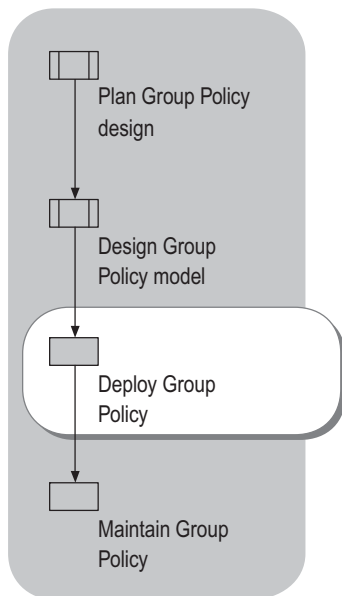 Plan Group Policy
design
Design Group
Policy model
Deploy Group
Policy
Maintain Group
Policy